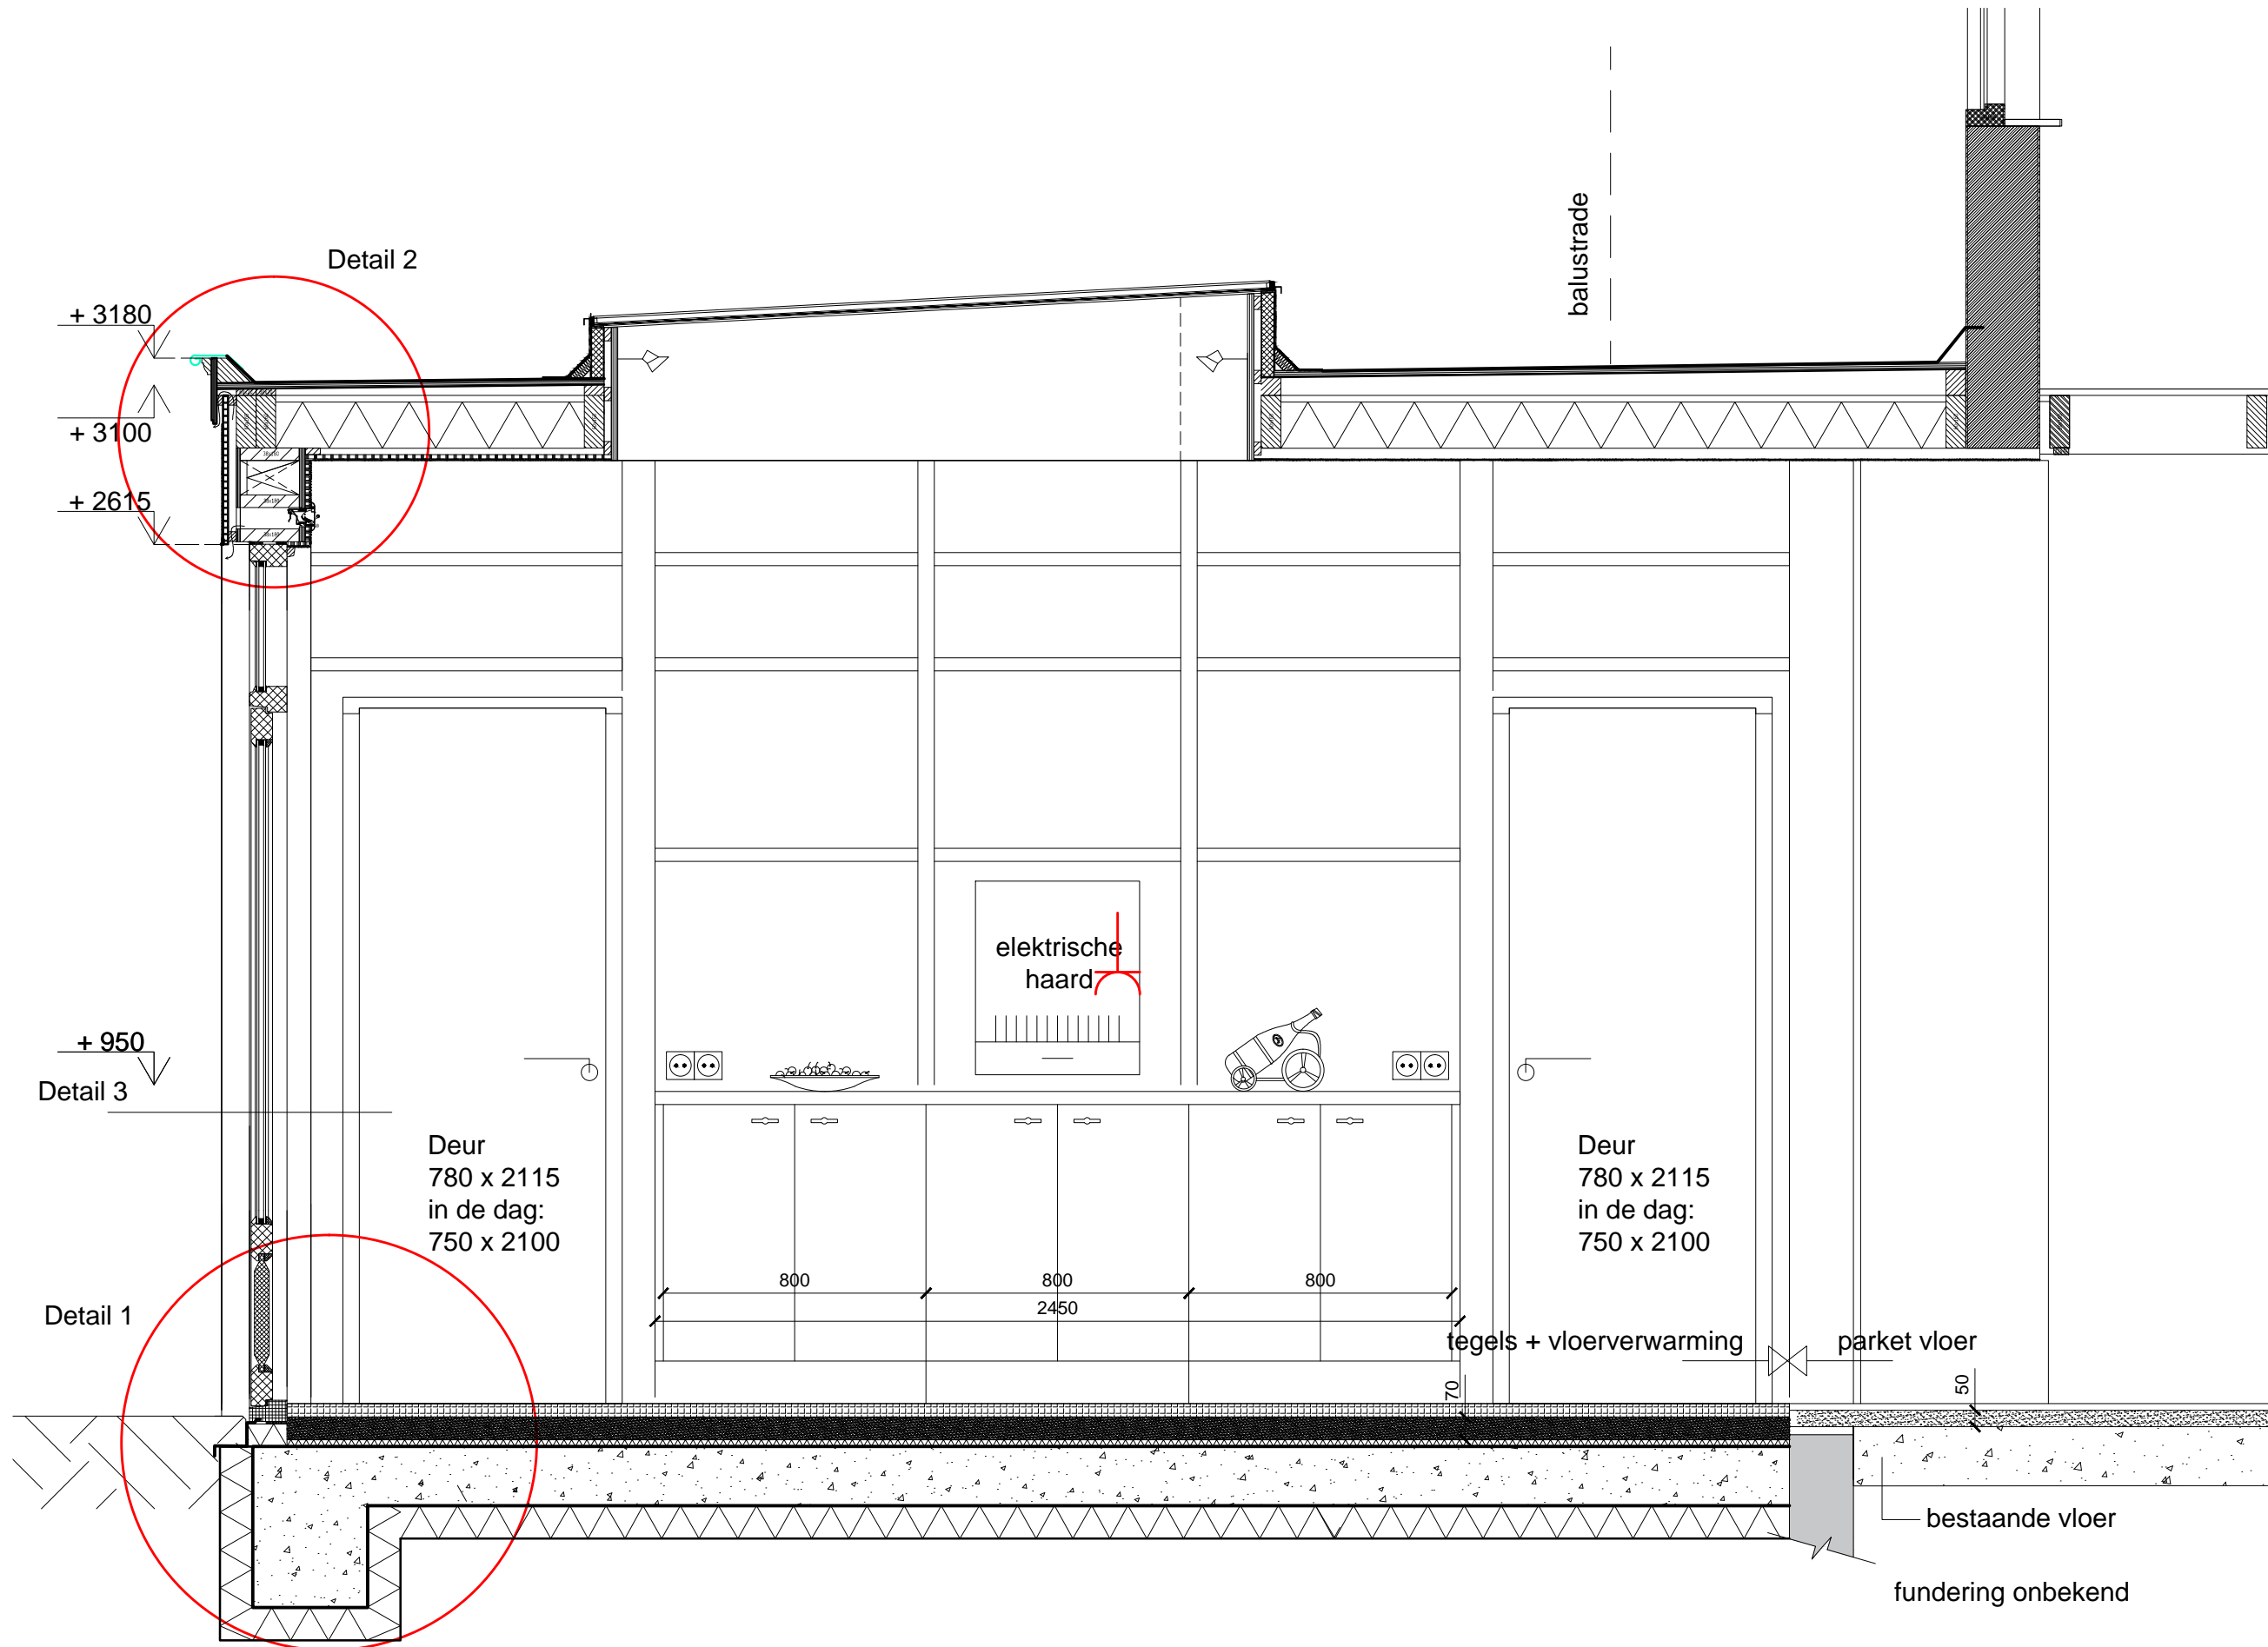 balustrade
Detail 2
+ 3180
+ 3100
+ 2615
elektrische
haard
+ 950
Detail 3
Deur
780 x 2115
in de dag:
750 x 2100
Deur
780 x 2115
in de dag:
750 x 2100
800
800
800
2450
Detail 1
tegels + vloerverwarming
parket vloer
70
50
bestaande vloer
fundering onbekend